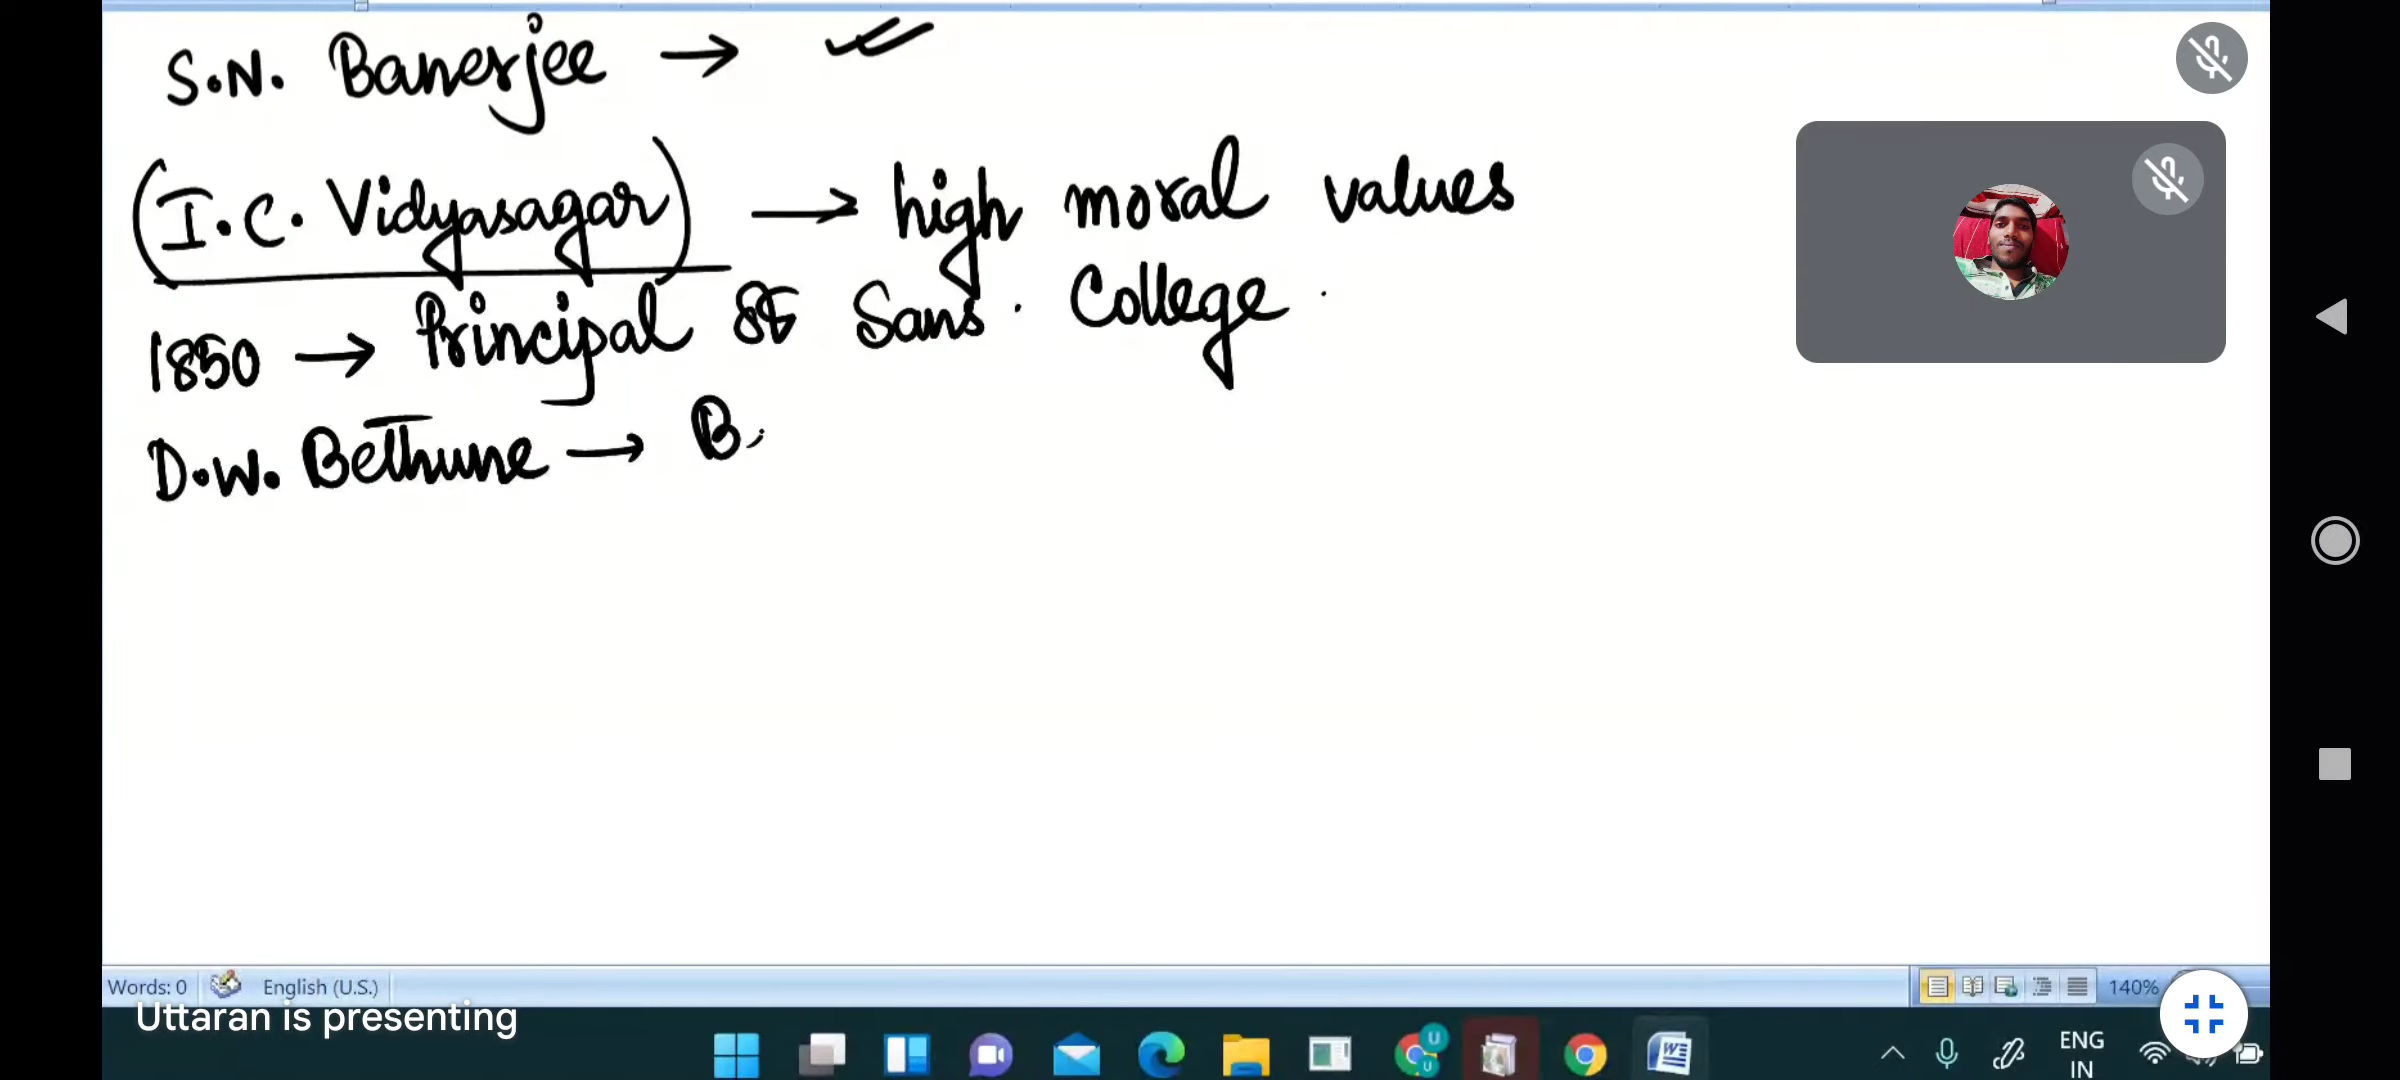 S.N. Banerjee →
(I.C. Vidyasagar) → high moral values
1850 → Principal of Sans. College.
D.W. Bethune → B.
Words: 0 English (U.S.) 140%
Uttaran is presenting
U
U
W
ENG
IN